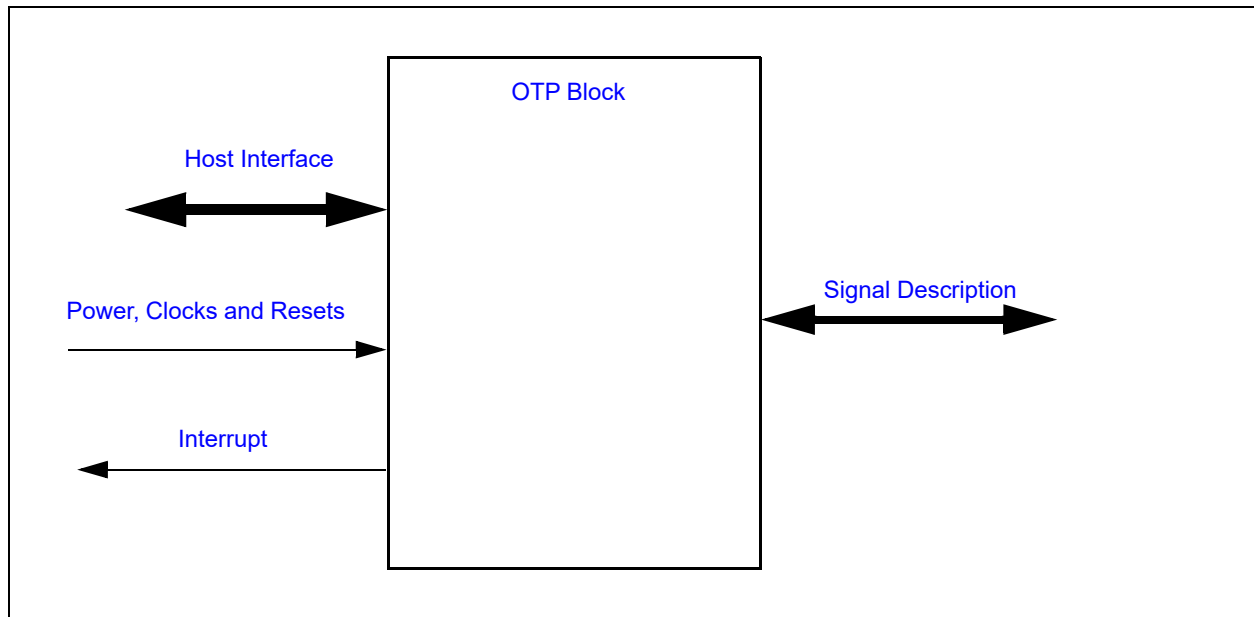 OTP Block
Host Interface
Signal Description
Power, Clocks and Resets
Interrupt